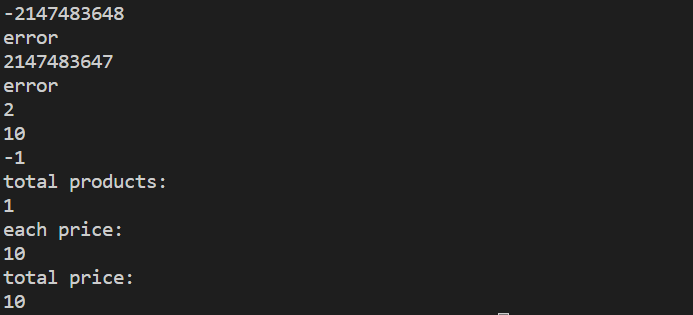 -2147483648
error
2147483647
error
2
10
-1
total products:
1
each price:
10
total price:
10